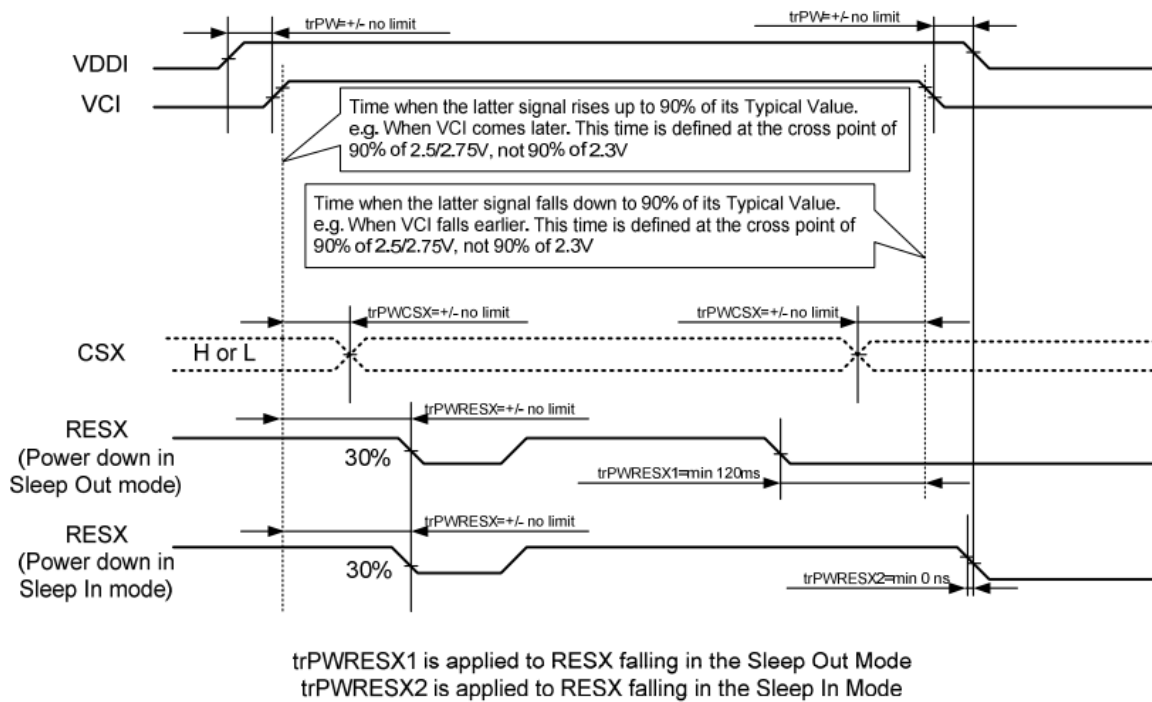 trPW=+/- no limit
trPW=+/- no limit
VDDI
VCI
Time when the latter signal rises up to 90% of its Typical Value.
e.g. When VCI comes later. This time is defined at the cross point of
90% of 2.5/2.75V, not 90% of 2.3V
Time when the latter signal falls down to 90% of its Typical Value.
e.g. When VCI falls earlier. This time is defined at the cross point of
90% of 2.5/2.75V, not 90% of 2.3V
trPWCSX=+/- no limit
trPWCSX=+/- no limit
CSX
H or L
trPWRESX=+/- no limit
RESX
(Power down in
Sleep Out mode)
30%
trPWRESX1=min 120ms
trPWRESX=+/- no limit
RESX
(Power down in
Sleep In mode)
30%
trPWRESX2=min 0 ns
trPWRESX1 is applied to RESX falling in the Sleep Out Mode
trPWRESX2 is applied to RESX falling in the Sleep In Mode